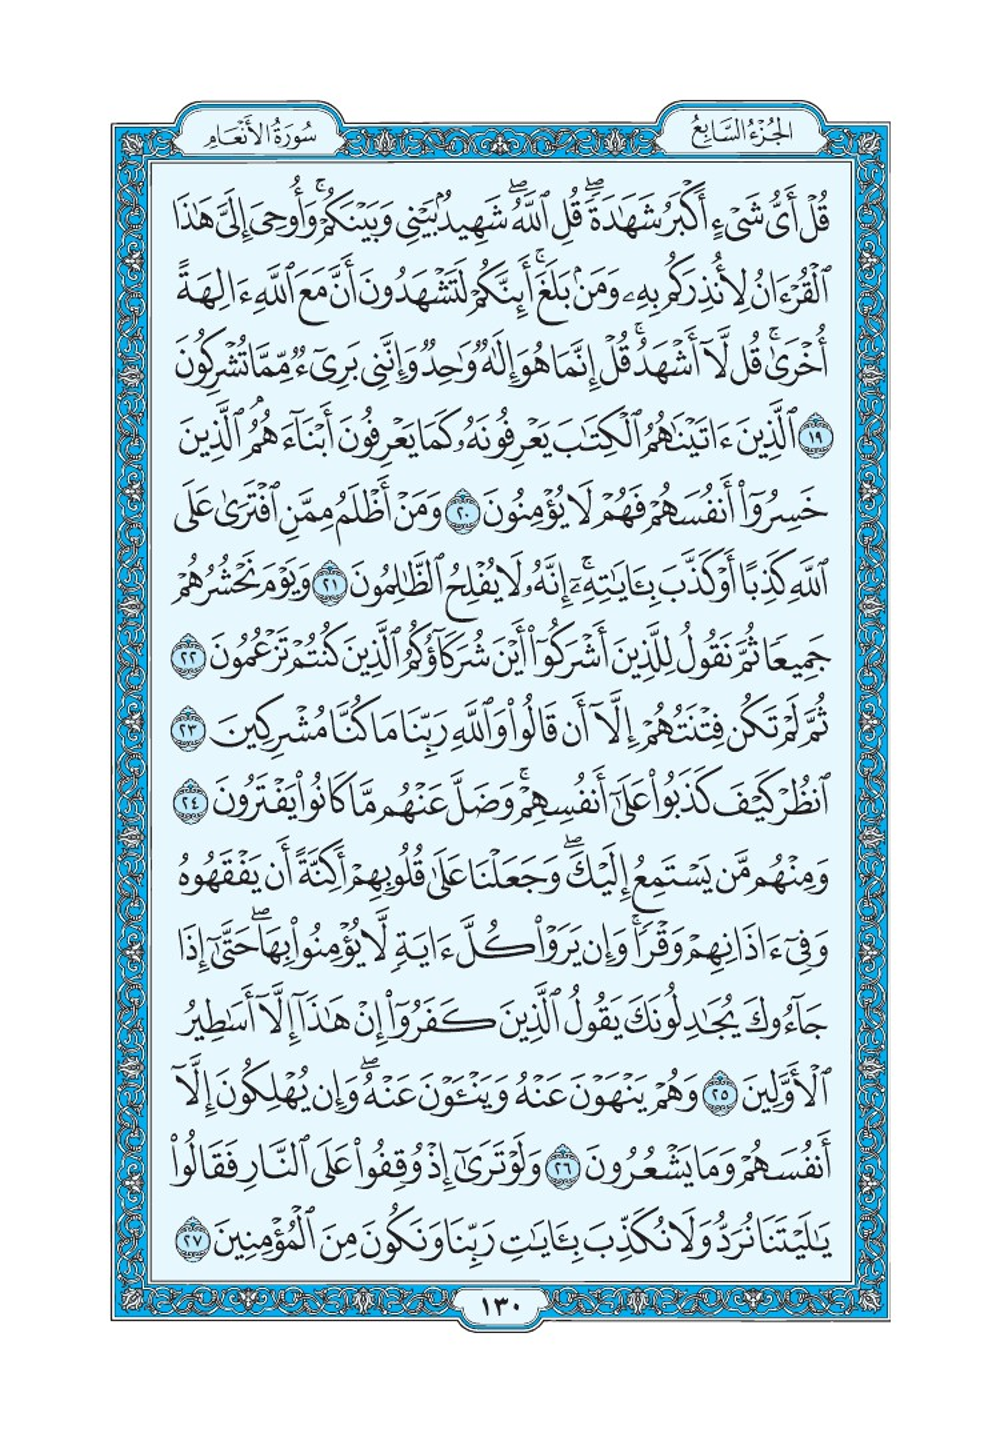 الجُزْءُ السَّابِعُ
سُورَةُ الأَنْعَام
قُلْ أَىُّ شَىْءٍ أَكْبَرُ شَهَٰدَةً ۖ قُلِ ٱللَّهُ ۖ شَهِيدُۢ بَيْنِى وَبَيْنَكُمْ ۚ وَأُوحِىَ إِلَىَّ هَٰذَا
ٱلْقُرْءَانُ لِأُنذِرَكُم بِهِۦ وَمَنۢ بَلَغَ ۚ أَئِنَّكُمْ لَتَشْهَدُونَ أَنَّ مَعَ ٱللَّهِ ءَالِهَةً
أُخْرَىٰ ۚ قُل لَّآ أَشْهَدُ ۚ قُلْ إِنَّمَا هُوَ إِلَٰهٌ وَٰحِدٌ وَإِنَّنِى بَرِىٓءٌ مِّمَّا تُشْرِكُونَ
١٩ ٱلَّذِينَ ءَاتَيْنَٰهُمُ ٱلْكِتَٰبَ يَعْرِفُونَهُۥ كَمَا يَعْرِفُونَ أَبْنَآءَهُمُ ۘ ٱلَّذِينَ
خَسِرُوٓا۟ أَنفُسَهُمْ فَهُمْ لَا يُؤْمِنُونَ ٢٠ وَمَنْ أَظْلَمُ مِمَّنِ ٱفْتَرَىٰ عَلَى
ٱللَّهِ كَذِبًا أَوْ كَذَّبَ بِـَٔايَٰتِهِۦٓ ۗ إِنَّهُۥ لَا يُفْلِحُ ٱلظَّٰلِمُونَ ٢١ وَيَوْمَ نَحْشُرُهُمْ
جَمِيعًا ثُمَّ نَقُولُ لِلَّذِينَ أَشْرَكُوٓا۟ أَيْنَ شُرَكَآؤُكُمُ ٱلَّذِينَ كُنتُمْ تَزْعُمُونَ ٢٢
ثُمَّ لَمْ تَكُن فِتْنَتُهُمْ إِلَّآ أَن قَالُوا۟ وَٱللَّهِ رَبِّنَا مَا كُنَّا مُشْرِكِينَ ٢٣
ٱنظُرْ كَيْفَ كَذَبُوا۟ عَلَىٰٓ أَنفُسِهِمْ ۚ وَضَلَّ عَنْهُم مَّا كَانُوا۟ يَفْتَرُونَ ٢٤
وَمِنْهُم مَّن يَسْتَمِعُ إِلَيْكَ ۖ وَجَعَلْنَا عَلَىٰ قُلُوبِهِمْ أَكِنَّةً أَن يَفْقَهُوهُ
وَفِىٓ ءَاذَانِهِمْ وَقْرًا ۚ وَإِن يَرَوْا۟ كُلَّ ءَايَةٍ لَّا يُؤْمِنُوا۟ بِهَا ۖ حَتَّىٰٓ إِذَا
جَآءُوكَ يُجَٰدِلُونَكَ يَقُولُ ٱلَّذِينَ كَفَرُوٓا۟ إِنْ هَٰذَآ إِلَّآ أَسَٰطِيرُ
ٱلْأَوَّلِينَ ٢٥ وَهُمْ يَنْهَوْنَ عَنْهُ وَيَنْـَٔوْنَ عَنْهُ ۖ وَإِن يُهْلِكُونَ إِلَّآ
أَنفُسَهُمْ وَمَا يَشْعُرُونَ ٢٦ وَلَوْ تَرَىٰٓ إِذْ وُقِفُوا۟ عَلَى ٱلنَّارِ فَقَالُوا۟
يَٰلَيْتَنَا نُرَدُّ وَلَا نُكَذِّبَ بِـَٔايَٰتِ رَبِّنَا وَنَكُونَ مِنَ ٱلْمُؤْمِنِينَ ٢٧
١٣٠